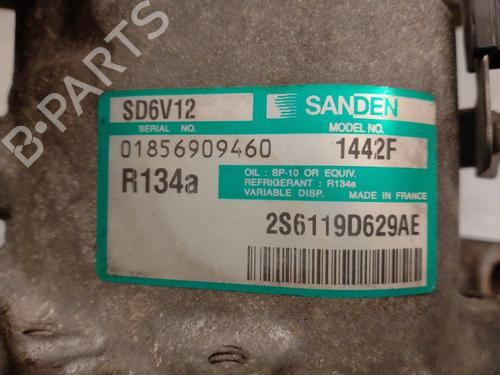 B-PARTS
SD6V12 SANDEN
SERIAL NO. MODEL NO.
01856909460 1442F
R134a
OIL : SP-10 OR EQUIV.
REFRIGERANT : R134a
VARIABLE DISP. MADE IN FRANCE
2S6119D629AE